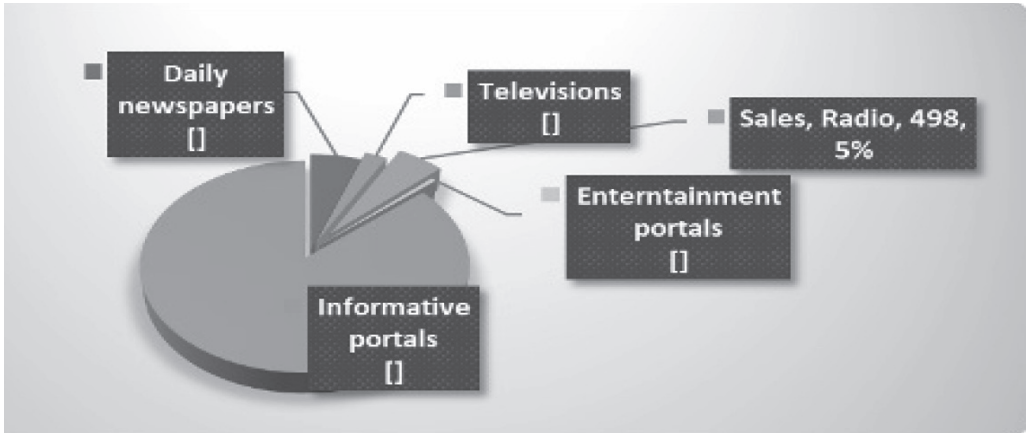 Daily
newspapers
[]
Televisions
[]
Sales, Radio, 498,
5%
Enterntainment
portals
[]
Informative
portals
[]